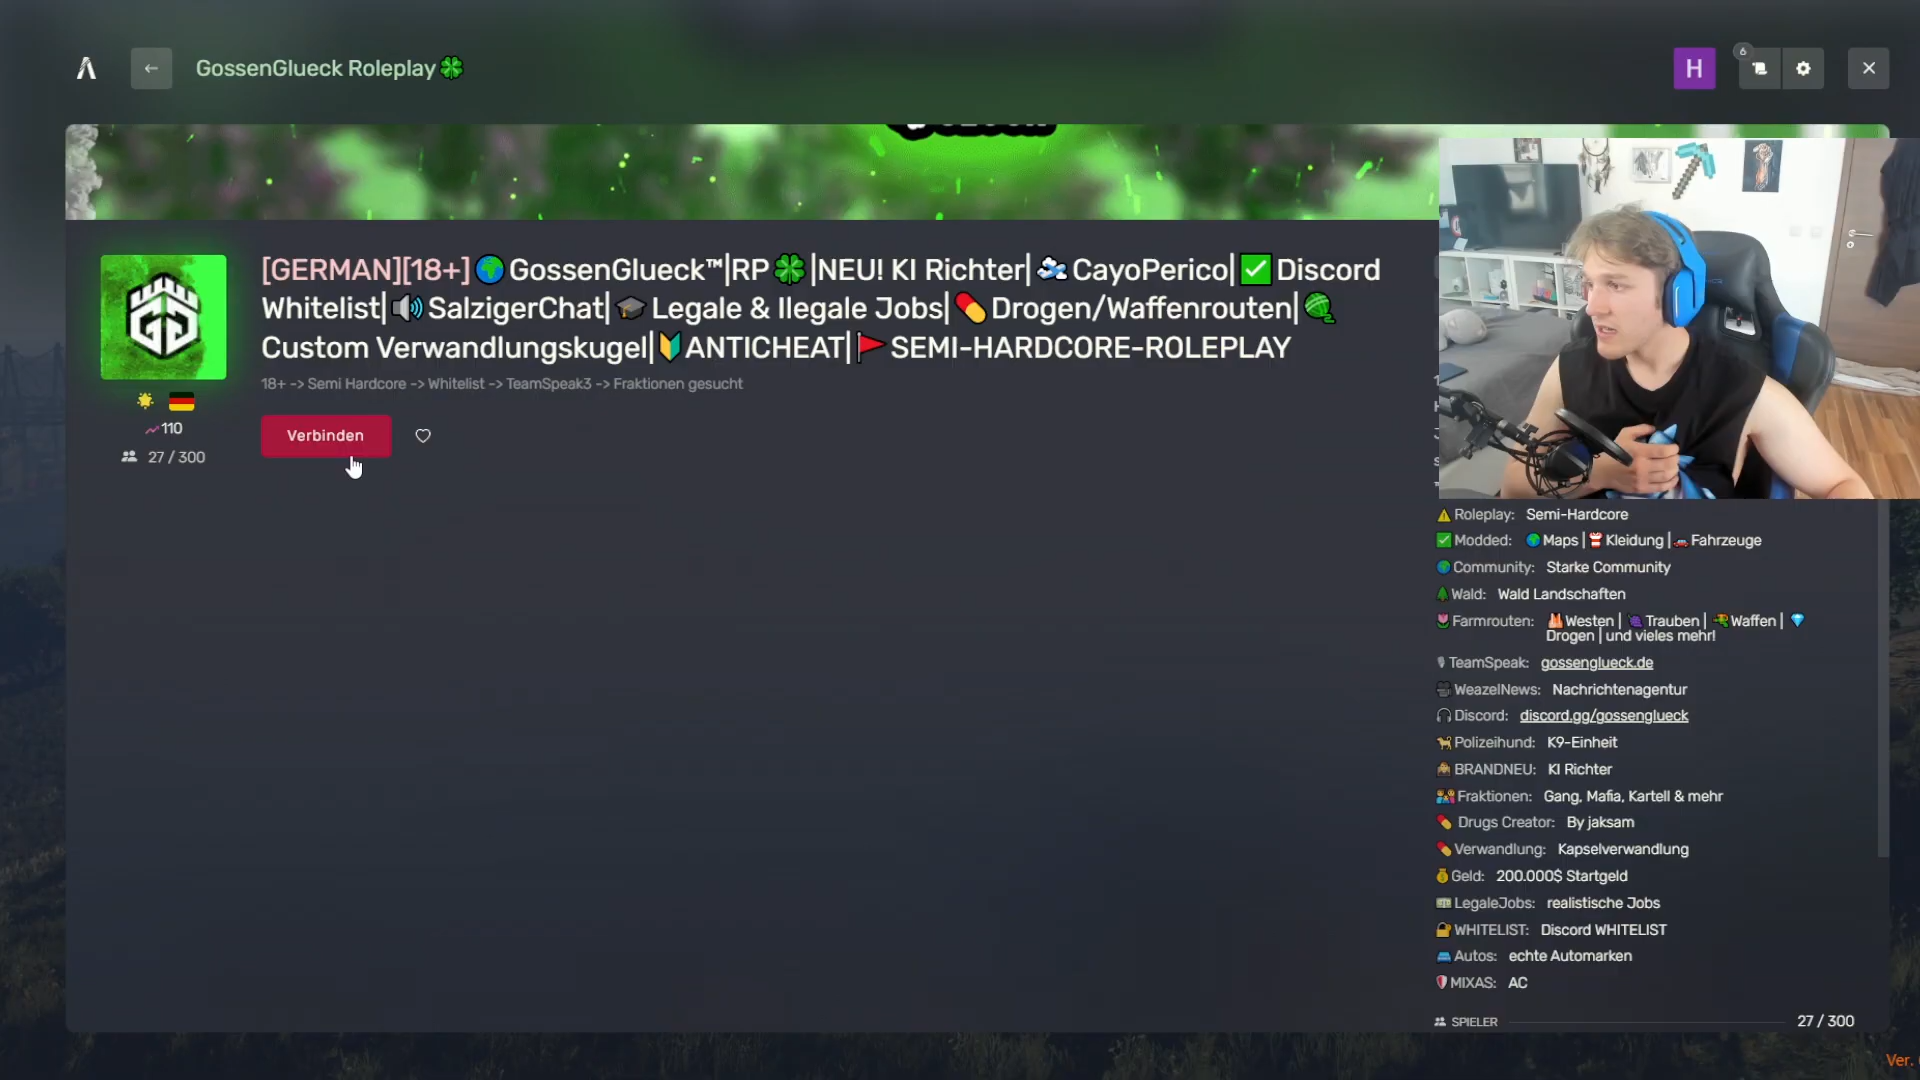 GossenGlueck Roleplay🍀
H
6
[GERMAN][18+]🌍GossenGlueck™|RP🍀|NEU! KI Richter|🌤CayoPerico|✅Discord
Whitelist|🔊SalzigerChat|🎓Legale & Ilegale Jobs|💊Drogen/Waffenrouten|🧶
Custom Verwandlungskugel|🔰ANTICHEAT|🚩SEMI-HARDCORE-ROLEPLAY
18+ -> Semi Hardcore -> Whitelist -> TeamSpeak3 -> Fraktionen gesucht
110
27 / 300
Verbinden
Roleplay: Semi-Hardcore
Modded: Maps | Kleidung | Fahrzeuge
Community: Starke Community
Wald: Wald Landschaften
Farmrouten: Westen | Trauben | Waffen |
Drogen | und vieles mehr!
TeamSpeak: gossenglueck.de
WeazelNews: Nachrichtenagentur
Discord: discord.gg/gossenglueck
Polizeihund: K9-Einheit
BRANDNEU: KI Richter
Fraktionen: Gang, Mafia, Kartell & mehr
Drugs Creator: By jaksam
Verwandlung: Kapselverwandlung
Geld: 200.000$ Startgeld
LegaleJobs: realistische Jobs
WHITELIST: Discord WHITELIST
Autos: echte Automarken
MIXAS: AC
SPIELER 27 / 300
Ver.